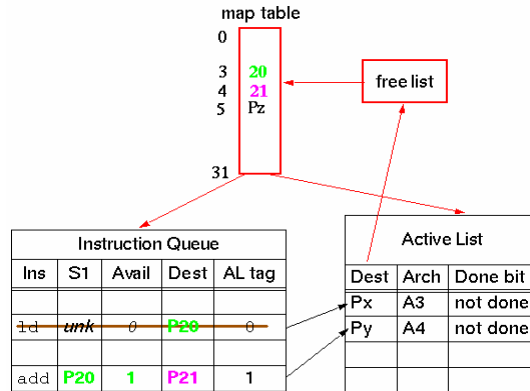 map table
0
3 20
4 21
5 Pz
free list
31
Instruction Queue
Ins S1 Avail Dest AL tag
ld unk 0 P20 0
add P20 1 P21 1
Active List
Dest Arch Done bit
Px A3 not done
Py A4 not done